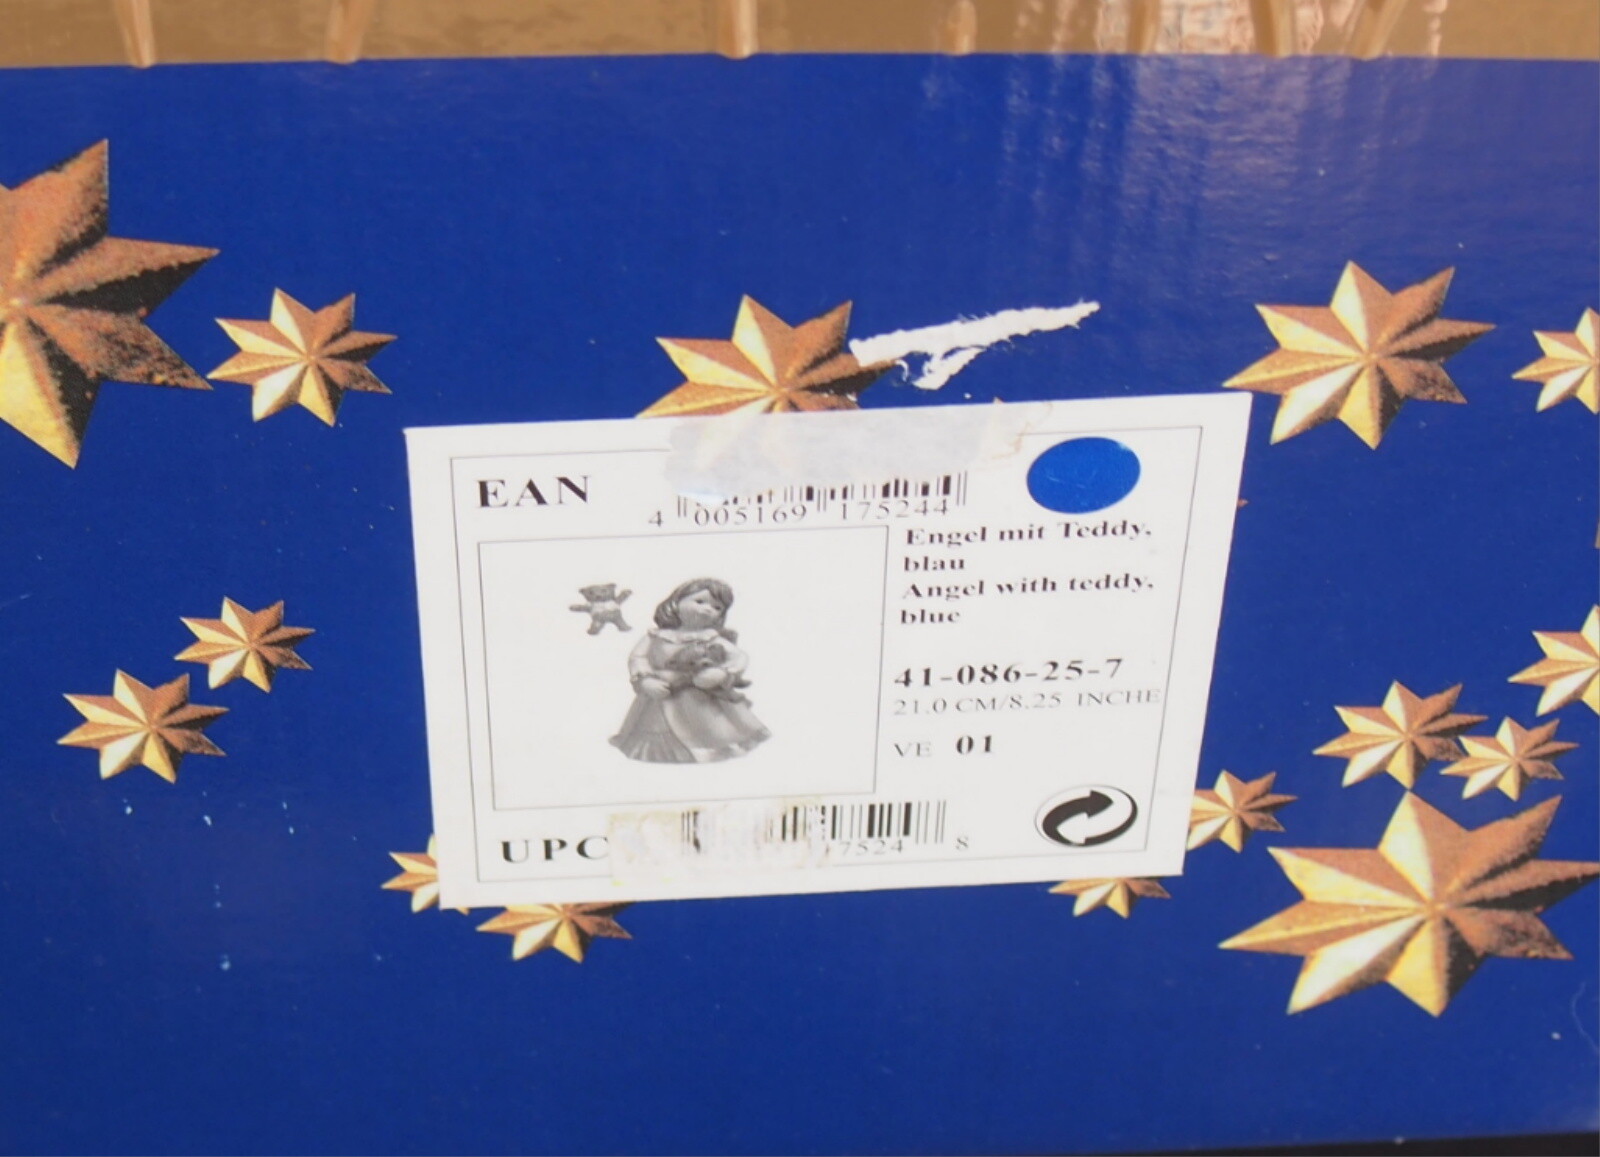 EAN
4 005169 175244
Engel mit Teddy,
blau
Angel with teddy,
blue
41-086-25-7
21.0 CM/8.25 INCHE
VE 01
UPC
7524 8